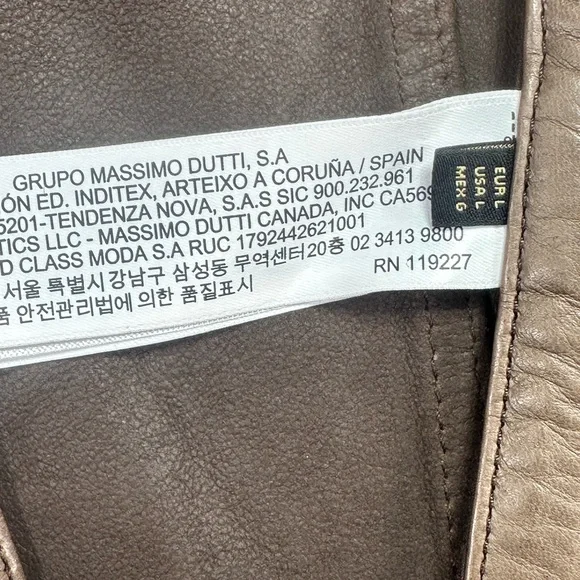 GRUPO MASSIMO DUTTI, S.A
ED. INDITEX, ARTEIXO A CORUÑA / SPAIN
5201-TENDENZA NOVA, S.A.S SIC 900.232.961
LLC - MASSIMO DUTTI CANADA, INC CA569
CLASS MODA S.A RUC 1792442621001
서울 특별시 강남구 삼성동 무역센터20층 02 3413 9800
안전관리법에 의한 품질표시
RN 119227
EUR L
USA L
MEX G